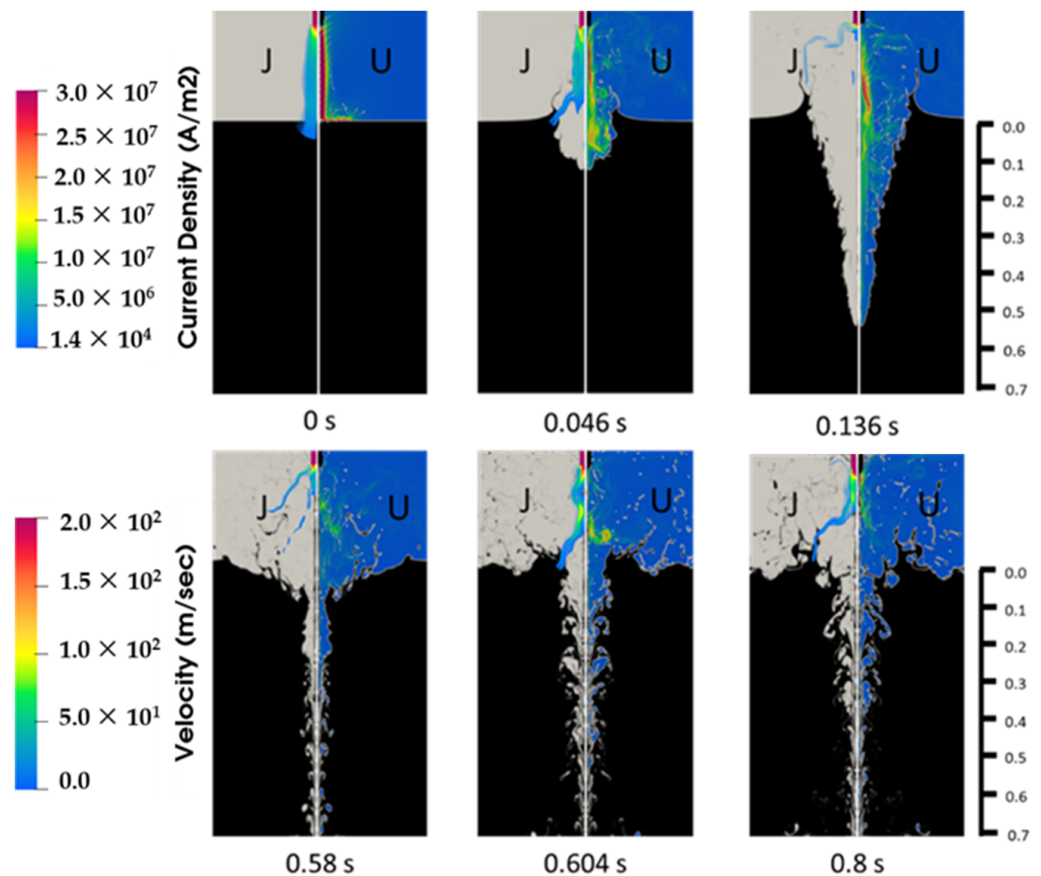 3.0 × 10⁷
2.5 × 10⁷
2.0 × 10⁷
1.5 × 10⁷
1.0 × 10⁷
5.0 × 10⁶
1.4 × 10⁴
Current Density (A/m2)
J U
J U
J U
0.0
0.1
0.2
0.3
0.4
0.5
0.6
0.7
0 s
0.046 s
0.136 s
2.0 × 10²
1.5 × 10²
1.0 × 10²
5.0 × 10¹
0.0
Velocity (m/sec)
J U
J U
J U
0.0
0.1
0.2
0.3
0.4
0.5
0.6
0.7
0.58 s
0.604 s
0.8 s